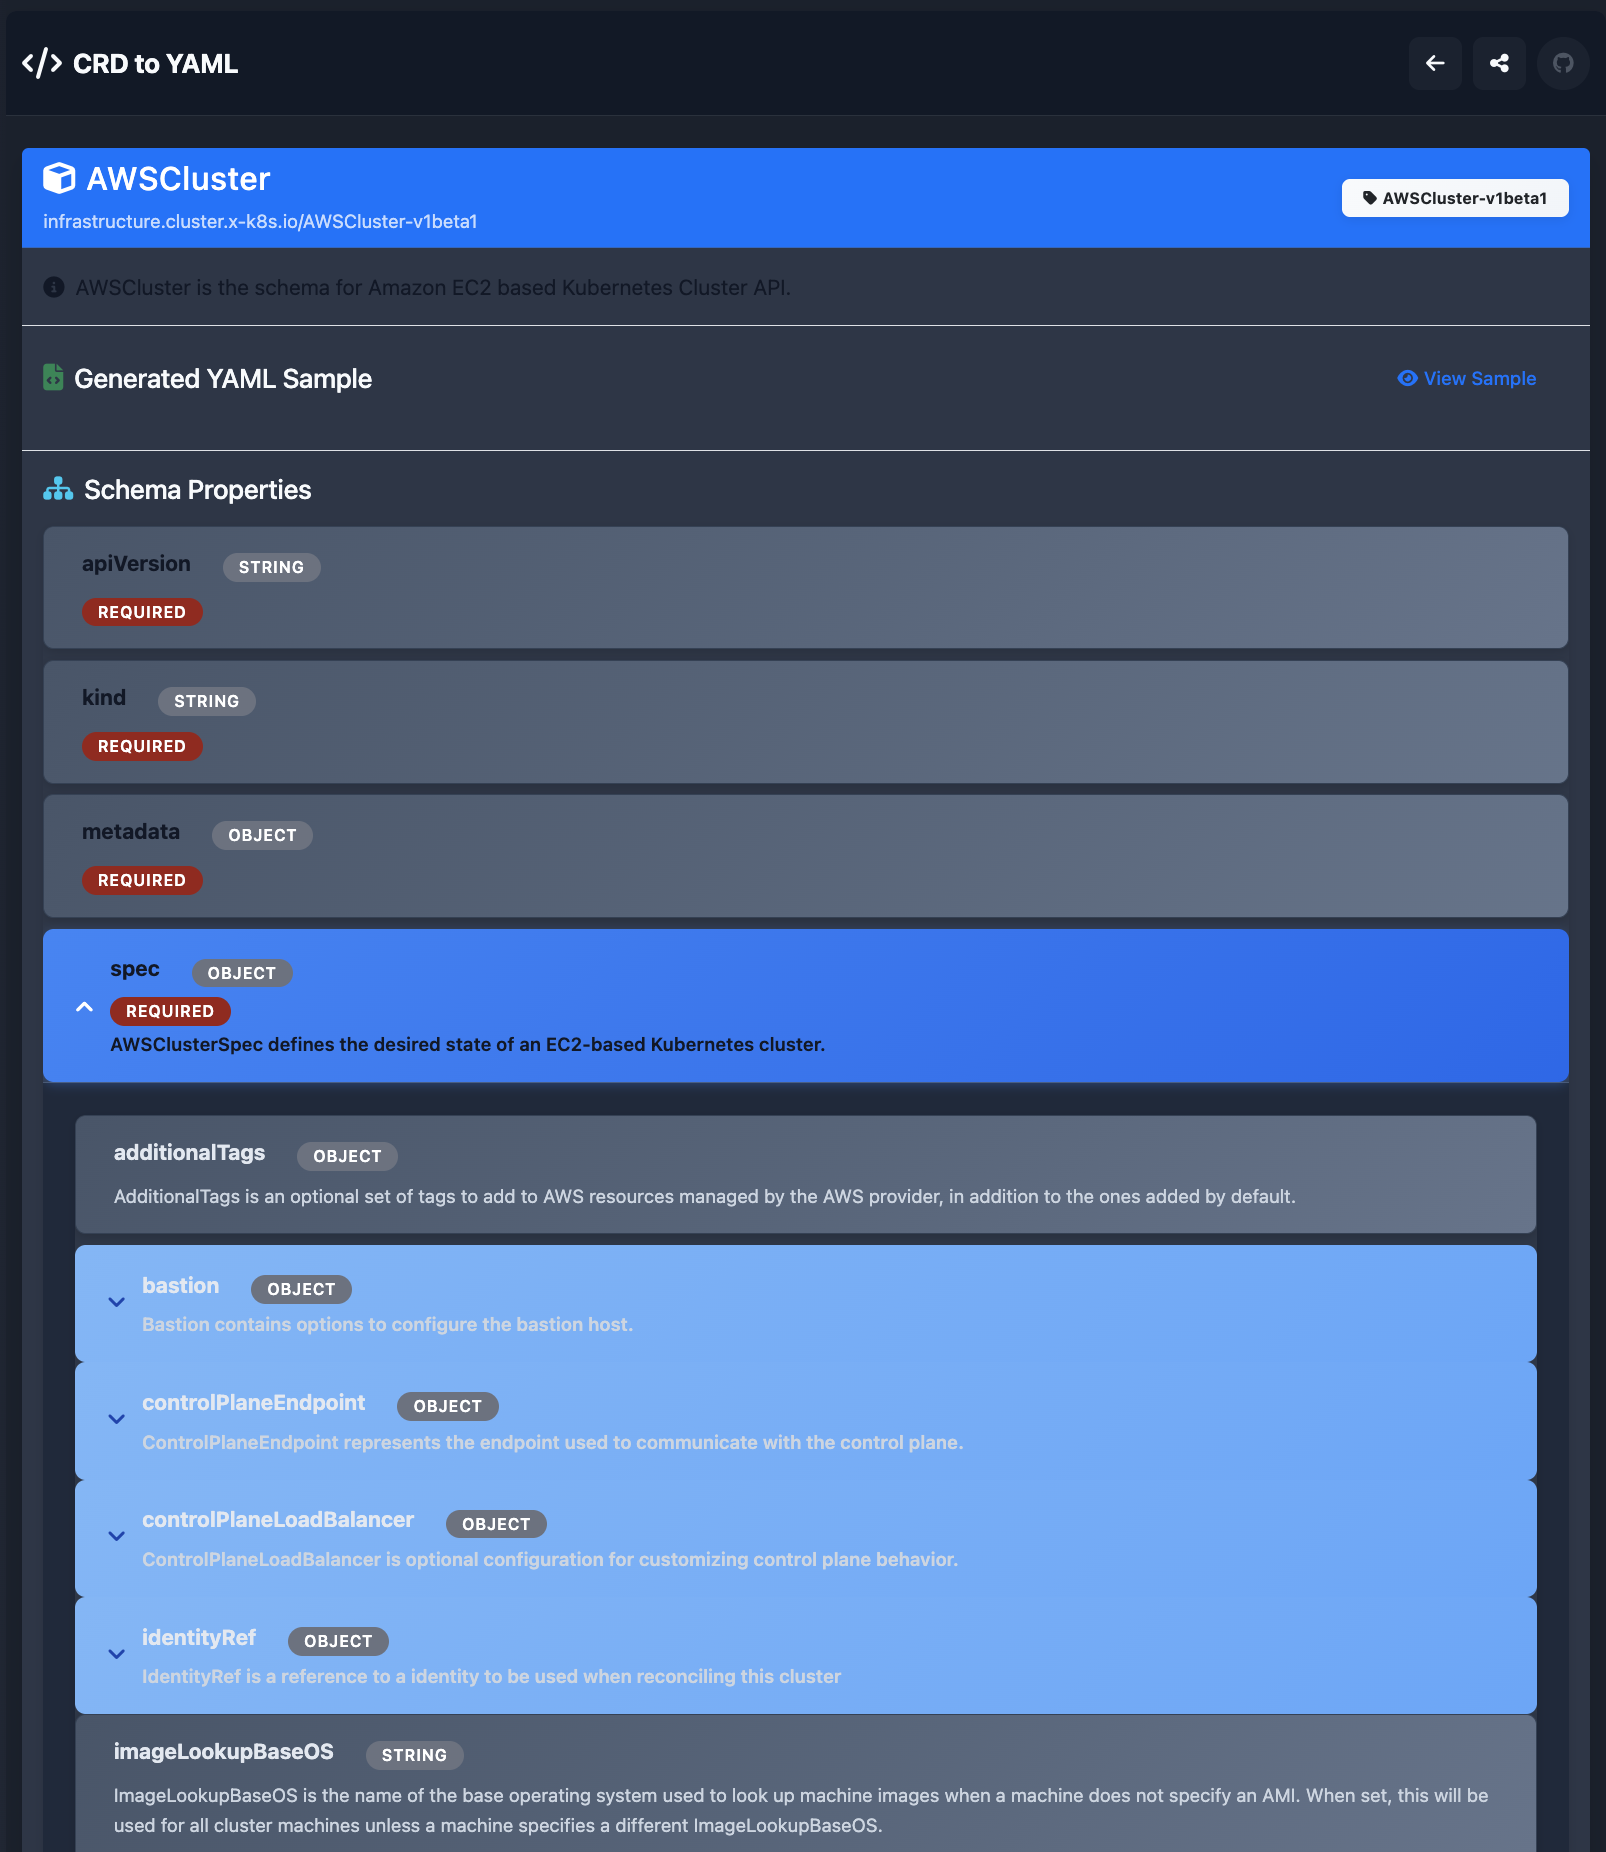 </> CRD to YAML
AWSCluster
infrastructure.cluster.x-k8s.io/AWSCluster-v1beta1
AWSCluster-v1beta1
AWSCluster is the schema for Amazon EC2 based Kubernetes Cluster API.
Generated YAML Sample
View Sample
Schema Properties
apiVersion STRING
REQUIRED
kind STRING
REQUIRED
metadata OBJECT
REQUIRED
spec OBJECT
REQUIRED
AWSClusterSpec defines the desired state of an EC2-based Kubernetes cluster.
additionalTags OBJECT
AdditionalTags is an optional set of tags to add to AWS resources managed by the AWS provider, in addition to the ones added by default.
bastion OBJECT
Bastion contains options to configure the bastion host.
controlPlaneEndpoint OBJECT
ControlPlaneEndpoint represents the endpoint used to communicate with the control plane.
controlPlaneLoadBalancer OBJECT
ControlPlaneLoadBalancer is optional configuration for customizing control plane behavior.
identityRef OBJECT
IdentityRef is a reference to a identity to be used when reconciling this cluster
imageLookupBaseOS STRING
ImageLookupBaseOS is the name of the base operating system used to look up machine images when a machine does not specify an AMI. When set, this will be
used for all cluster machines unless a machine specifies a different ImageLookupBaseOS.